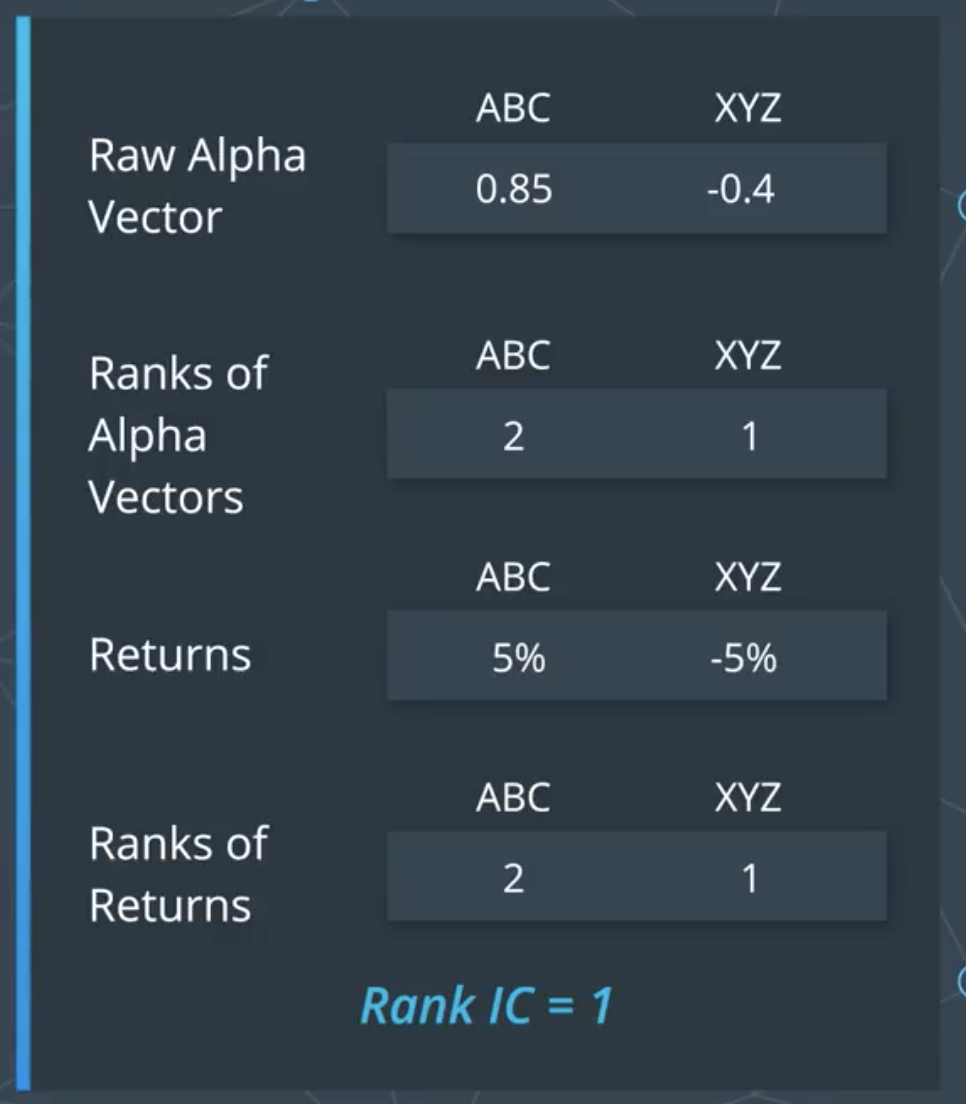 ABC XYZ
Raw Alpha
Vector
0.85 -0.4
ABC XYZ
Ranks of
Alpha
Vectors
2 1
ABC XYZ
Returns
5% -5%
ABC XYZ
Ranks of
Returns
2 1
Rank IC = 1